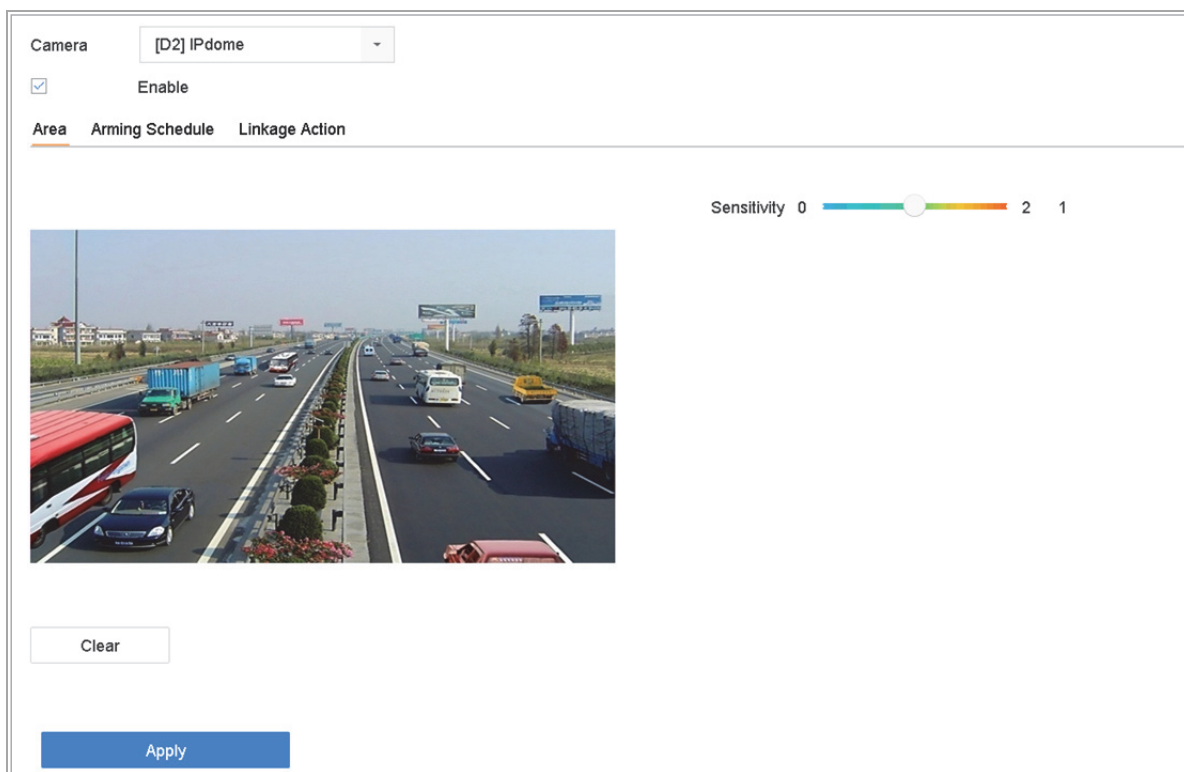 Camera [D2] IPdome
Enable
Area Arming Schedule Linkage Action
Sensitivity 0 2 1
Clear
Apply